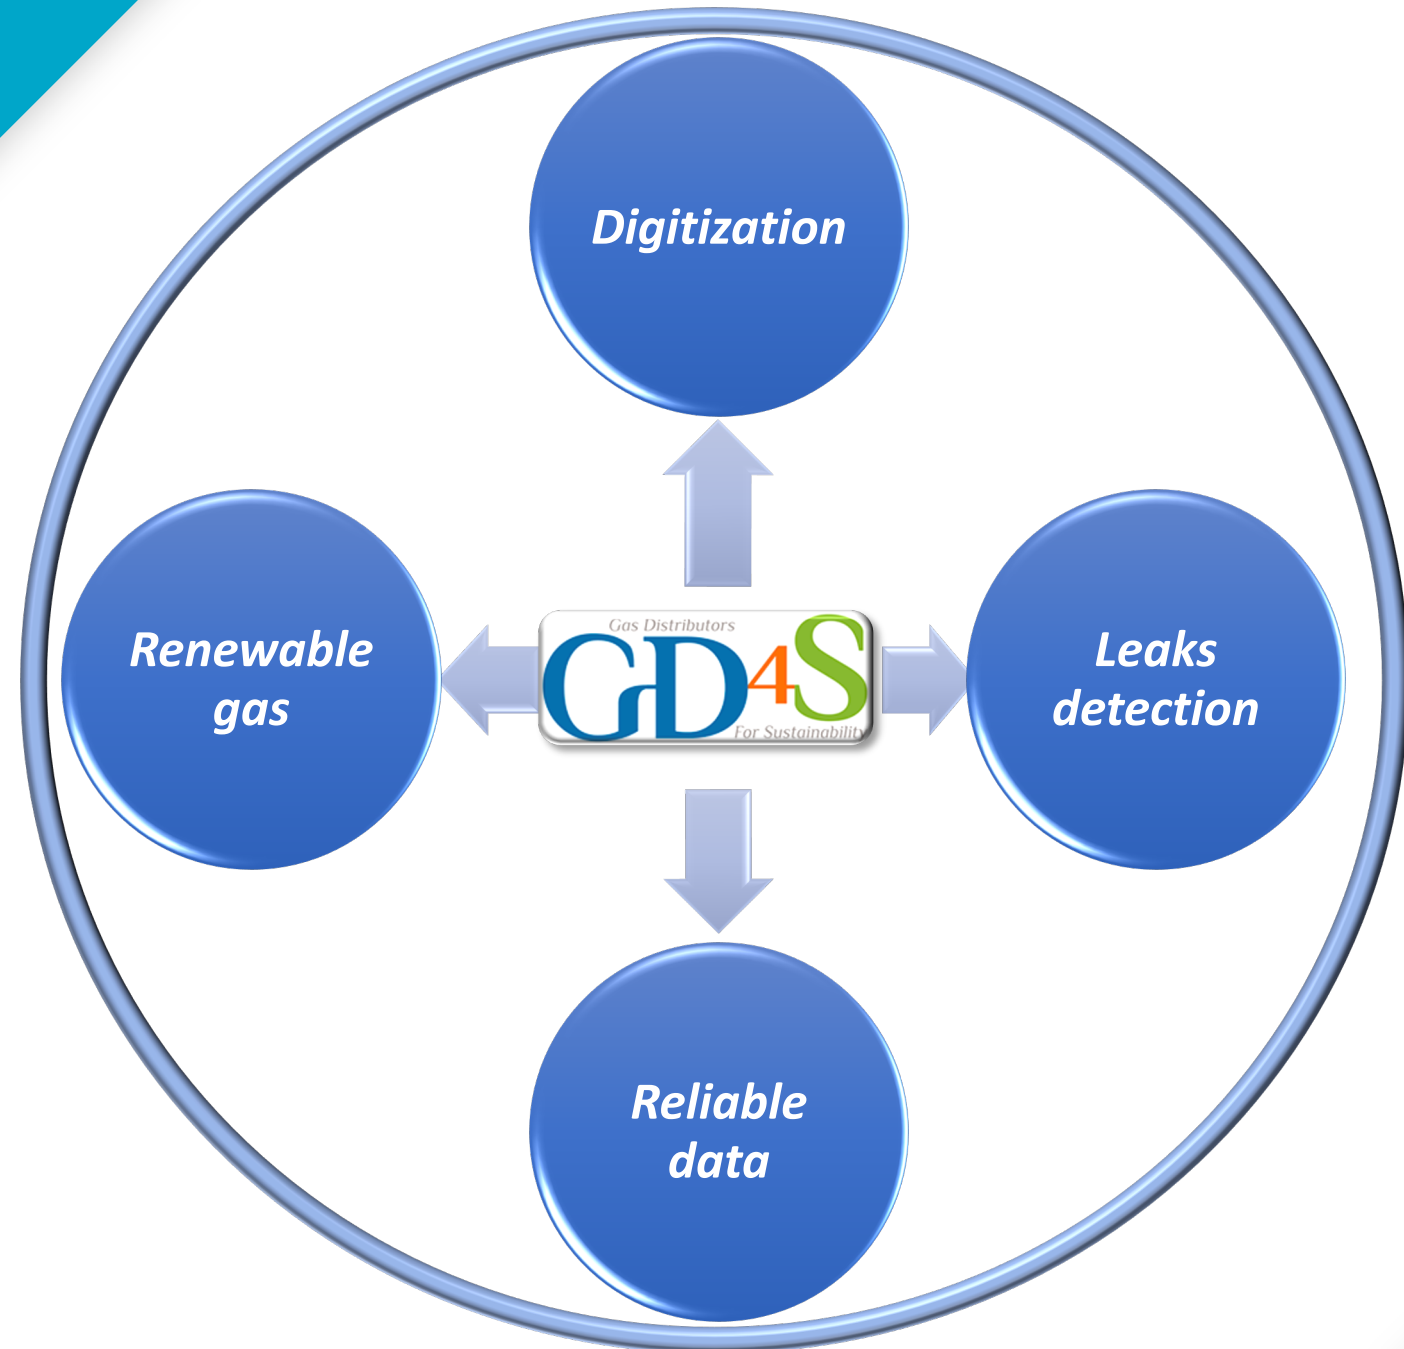 Digitization
Renewable
gas
Gas Distributors
GD4S
For Sustainability
Leaks
detection
Reliable
data